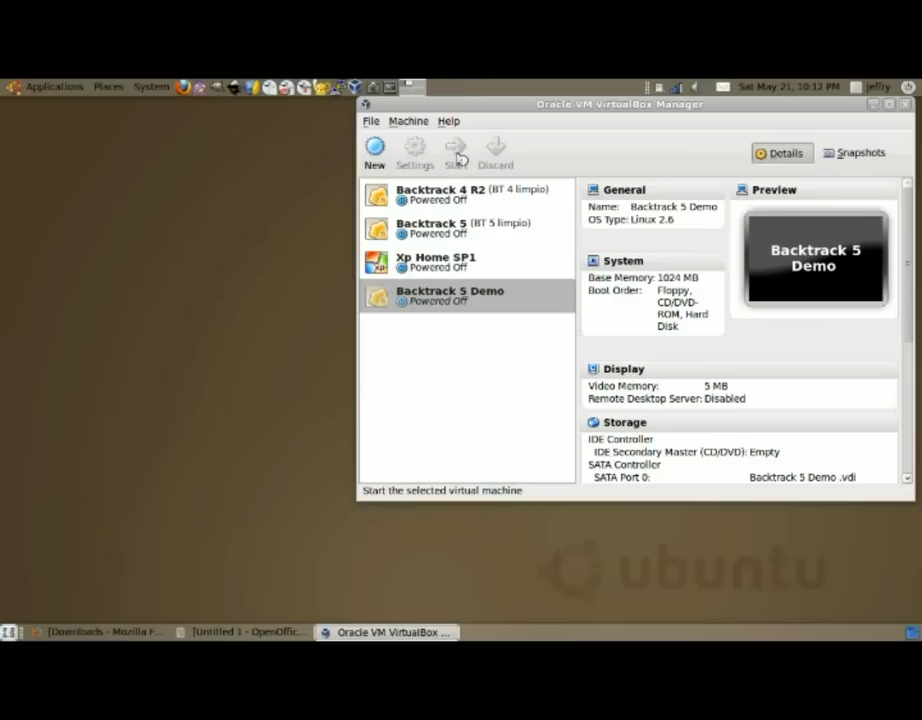 Applications Places System Sat May 21, 10:12 PM jeffry
Oracle VM VirtualBox Manager
File Machine Help
New Settings Start Discard Details Snapshots
Backtrack 4 R2 (BT 4 limpio)
Powered Off
Backtrack 5 (BT 5 limpio)
Powered Off
Xp Home SP1
Powered Off
Backtrack 5 Demo
Powered Off
General
Name: Backtrack 5 Demo
OS Type: Linux 2.6
System
Base Memory: 1024 MB
Boot Order: Floppy,
CD/DVD-
ROM, Hard
Disk
Preview
Backtrack 5
Demo
Display
Video Memory: 5 MB
Remote Desktop Server: Disabled
Storage
IDE Controller
IDE Secondary Master (CD/DVD): Empty
SATA Controller
SATA Port 0: Backtrack 5 Demo .vdi
Start the selected virtual machine
ubuntu
[Downloads - Mozilla F... [Untitled 1 - OpenOffic... Oracle VM VirtualBox ...